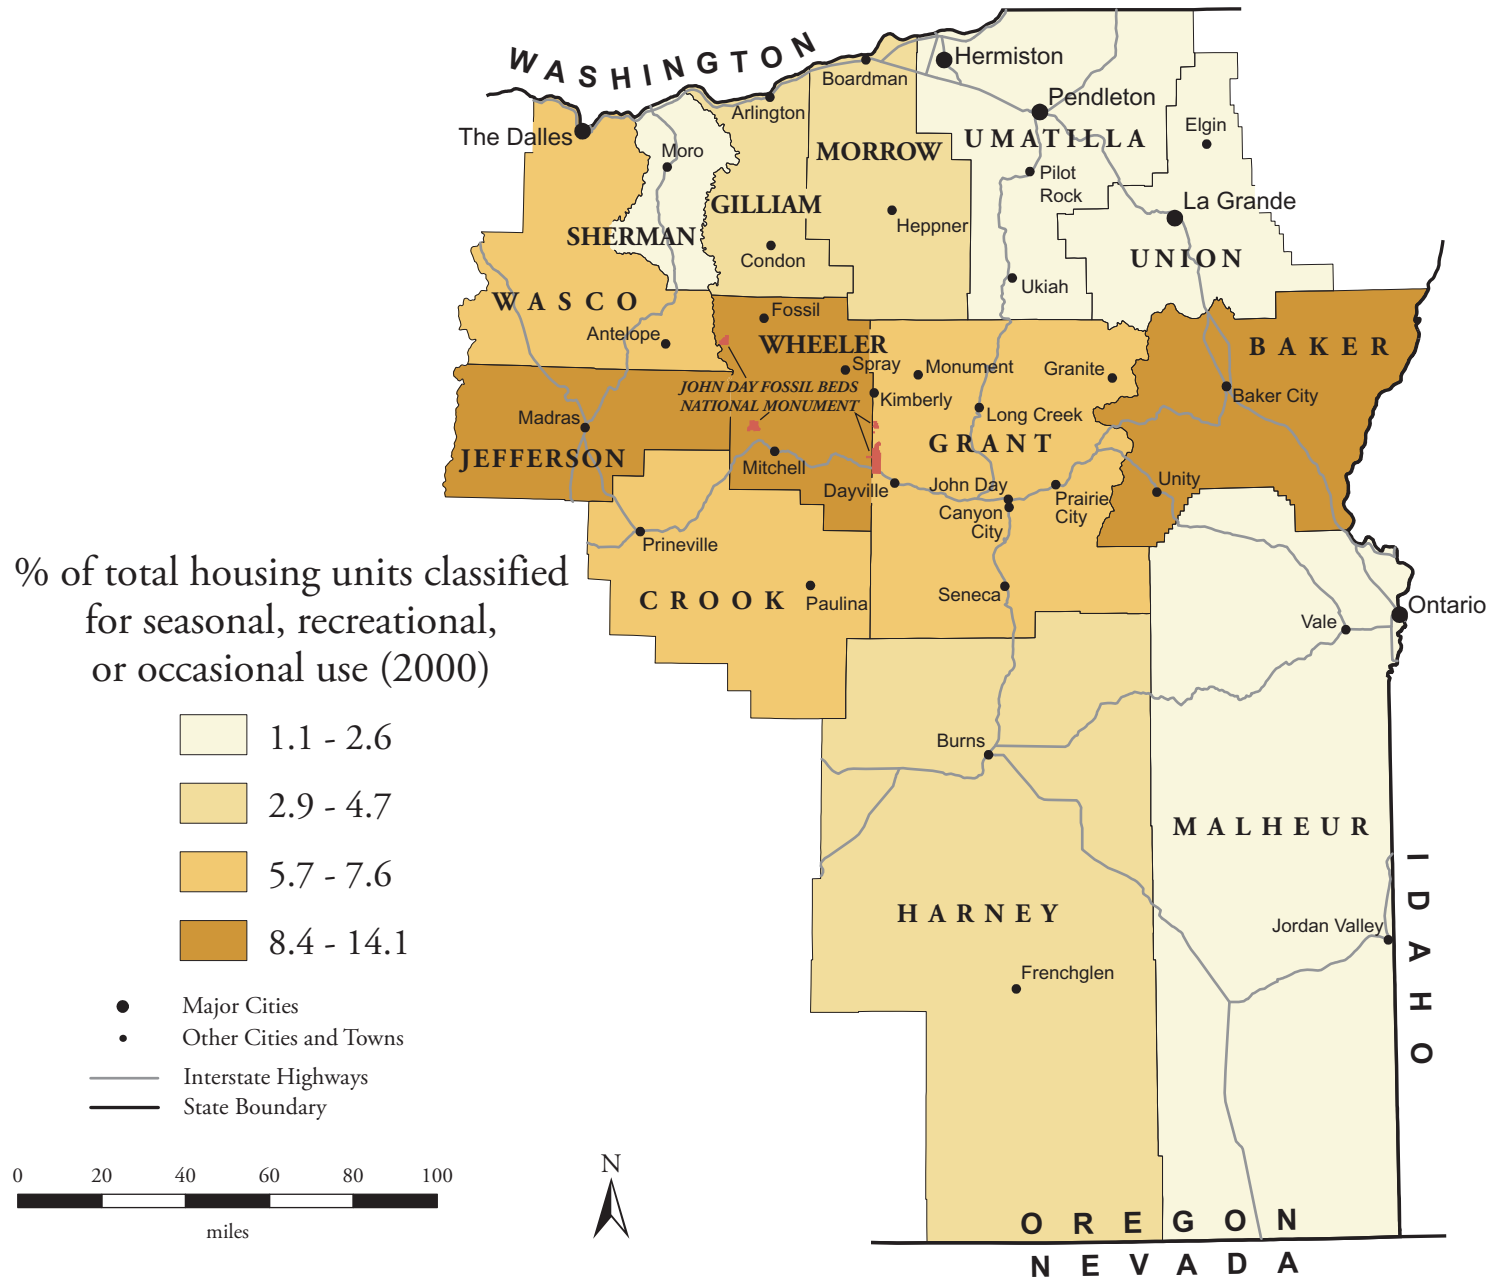 WASHINGTON
Hermiston
Boardman
Pendleton
Arlington
The Dalles
Elgin
UMATILLA
MORROW
Moro
Pilot
Rock
La Grande
GILLIAM
Heppner
SHERMAN
UNION
Condon
Ukiah
WASCO
Fossil
Antelope
WHEELER
BAKER
Spray
Monument
Granite
JOHN DAY FOSSIL BEDS
NATIONAL MONUMENT
Kimberly
Baker City
Long Creek
Madras
GRANT
JEFFERSON
Mitchell
Unity
Dayville
John Day
Prairie
City
Canyon
City
Prineville
% of total housing units classified
for seasonal, recreational,
or occasional use (2000)
CROOK
Paulina
Seneca
Ontario
Vale
1.1 - 2.6
Burns
2.9 - 4.7
MALHEUR
5.7 - 7.6
IDAHO
HARNEY
Jordan Valley
8.4 - 14.1
Frenchglen
Major Cities
Other Cities and Towns
Interstate Highways
State Boundary
N
0 20 40 60 80 100
miles
OREGON
NEVADA